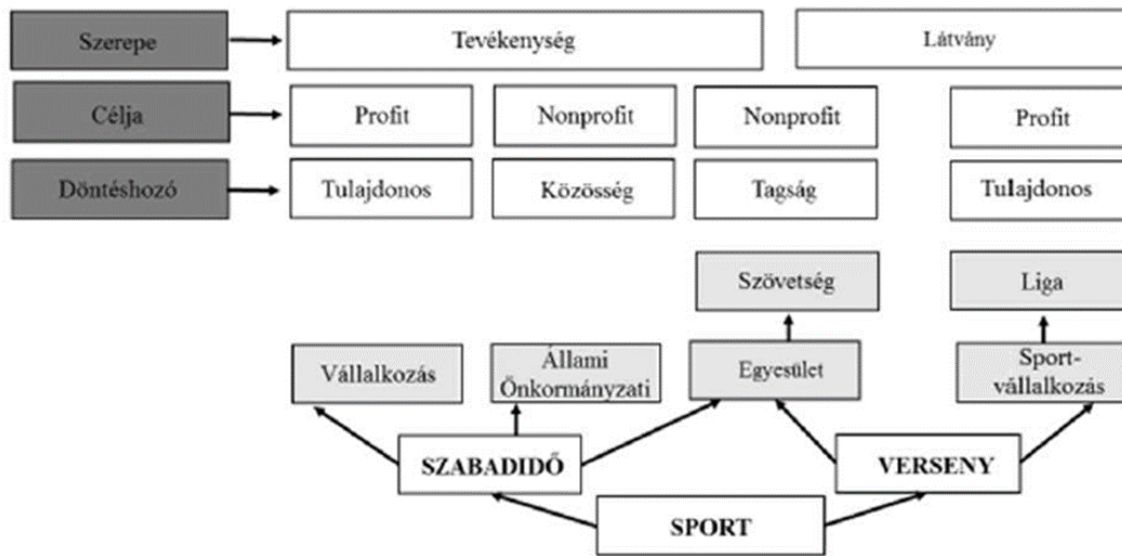 Szerepe
Tevékenység
Látvány
Célja
Profit
Nonprofit
Nonprofit
Profit
Döntéshozó
Tulajdonos
Közösség
Tagság
Tulajdonos
Szövetség
Liga
Vállalkozás
Állami
Önkormányzati
Egyesület
Sport-
vállalkozás
SZABADIDŐ
VERSENY
SPORT